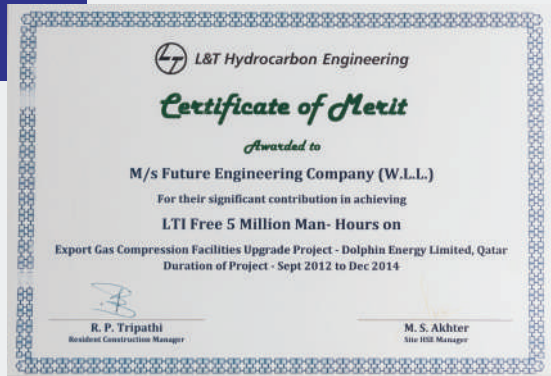 L&T Hydrocarbon Engineering
Certificate of Merit
Awarded to
M/s Future Engineering Company (W.L.L.)
For their significant contribution in achieving
LTI Free 5 Million Man- Hours on
Export Gas Compression Facilities Upgrade Project - Dolphin Energy Limited, Qatar
Duration of Project - Sept 2012 to Dec 2014
R. P. Tripathi
Resident Construction Manager
M. S. Akhter
Site HSE Manager